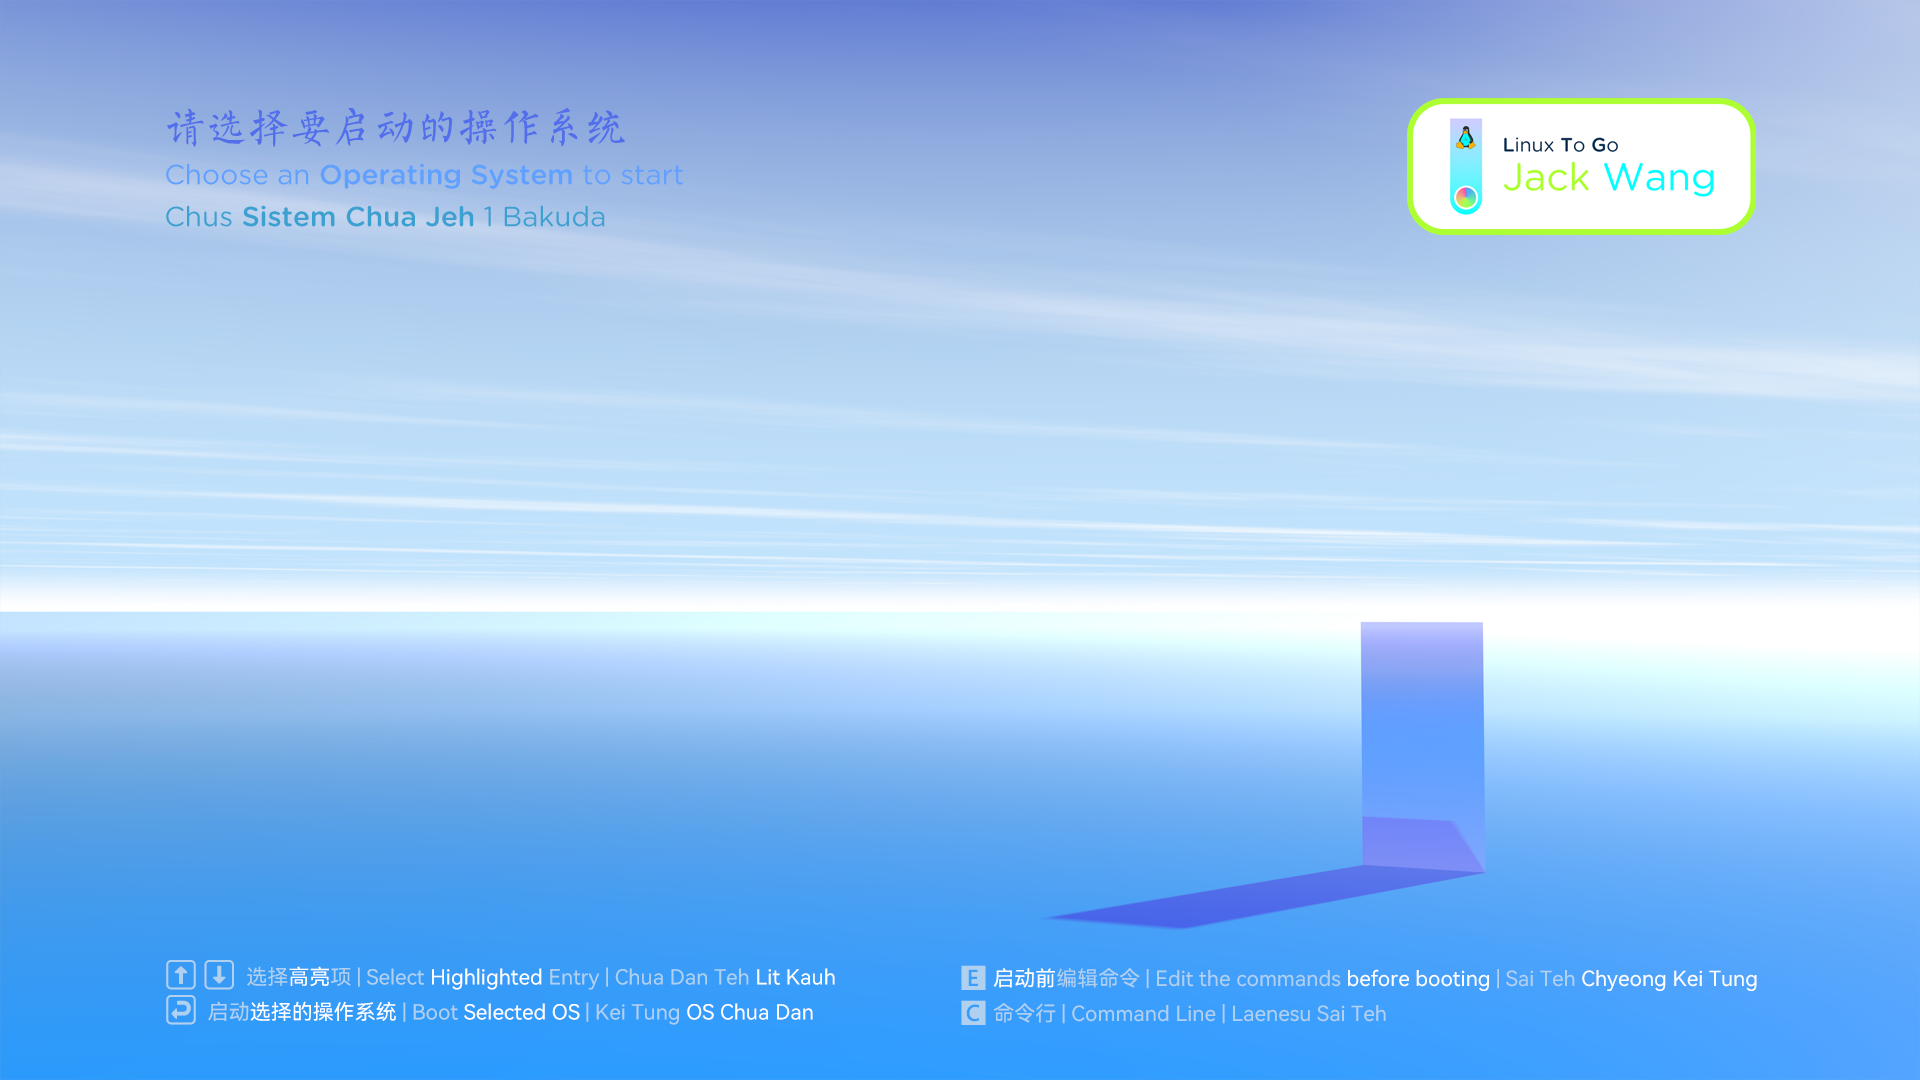 请选择要启动的操作系统
Choose an Operating System to start
Chus Sistem Chua Jeh 1 Bakuda
Linux To Go
Jack Wang
选择高亮项 | Select Highlighted Entry | Chua Dan Teh Lit Kauh
启动选择的操作系统 | Boot Selected OS | Kei Tung OS Chua Dan
E 启动前编辑命令 | Edit the commands before booting | Sai Teh Chyeong Kei Tung
C 命令行 | Command Line | Laenesu Sai Teh